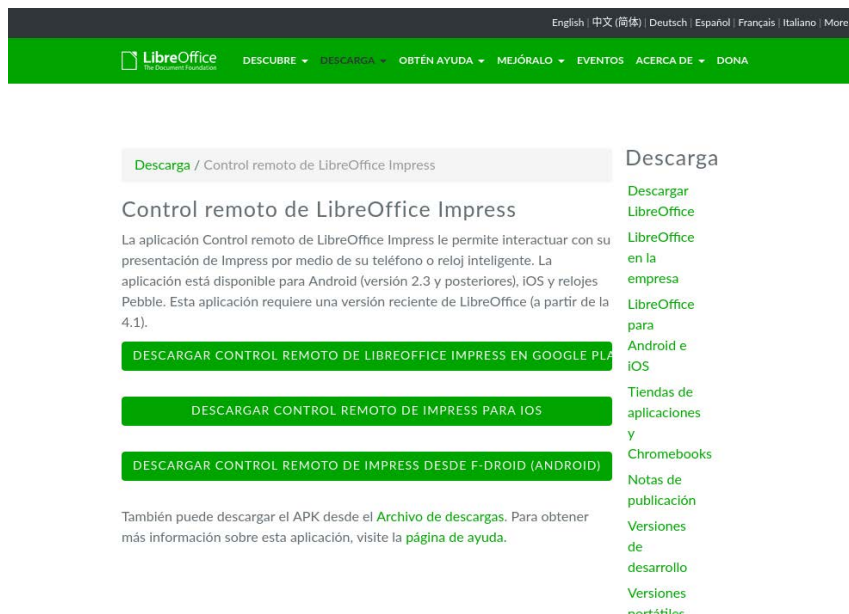 English | 中文 (简体) | Deutsch | Español | Français | Italiano | More
LibreOffice
The Document Foundation
DESCUBRE DESCARGA OBTÉN AYUDA MEJÓRALO EVENTOS ACERCA DE DONA
Descarga / Control remoto de LibreOffice Impress
Control remoto de LibreOffice Impress
La aplicación Control remoto de LibreOffice Impress le permite interactuar con su
presentación de Impress por medio de su teléfono o reloj inteligente. La
aplicación está disponible para Android (versión 2.3 y posteriores), iOS y relojes
Pebble. Esta aplicación requiere una versión reciente de LibreOffice (a partir de la
4.1).
DESCARGAR CONTROL REMOTO DE LIBREOFFICE IMPRESS EN GOOGLE PLA
DESCARGAR CONTROL REMOTO DE IMPRESS PARA IOS
DESCARGAR CONTROL REMOTO DE IMPRESS DESDE F-DROID (ANDROID)
También puede descargar el APK desde el Archivo de descargas. Para obtener
más información sobre esta aplicación, visite la página de ayuda.
Descarga
Descargar
LibreOffice
LibreOffice
en la
empresa
LibreOffice
para
Android e
iOS
Tiendas de
aplicaciones
y
Chromebooks
Notas de
publicación
Versiones
de
desarrollo
Versiones
portátiles